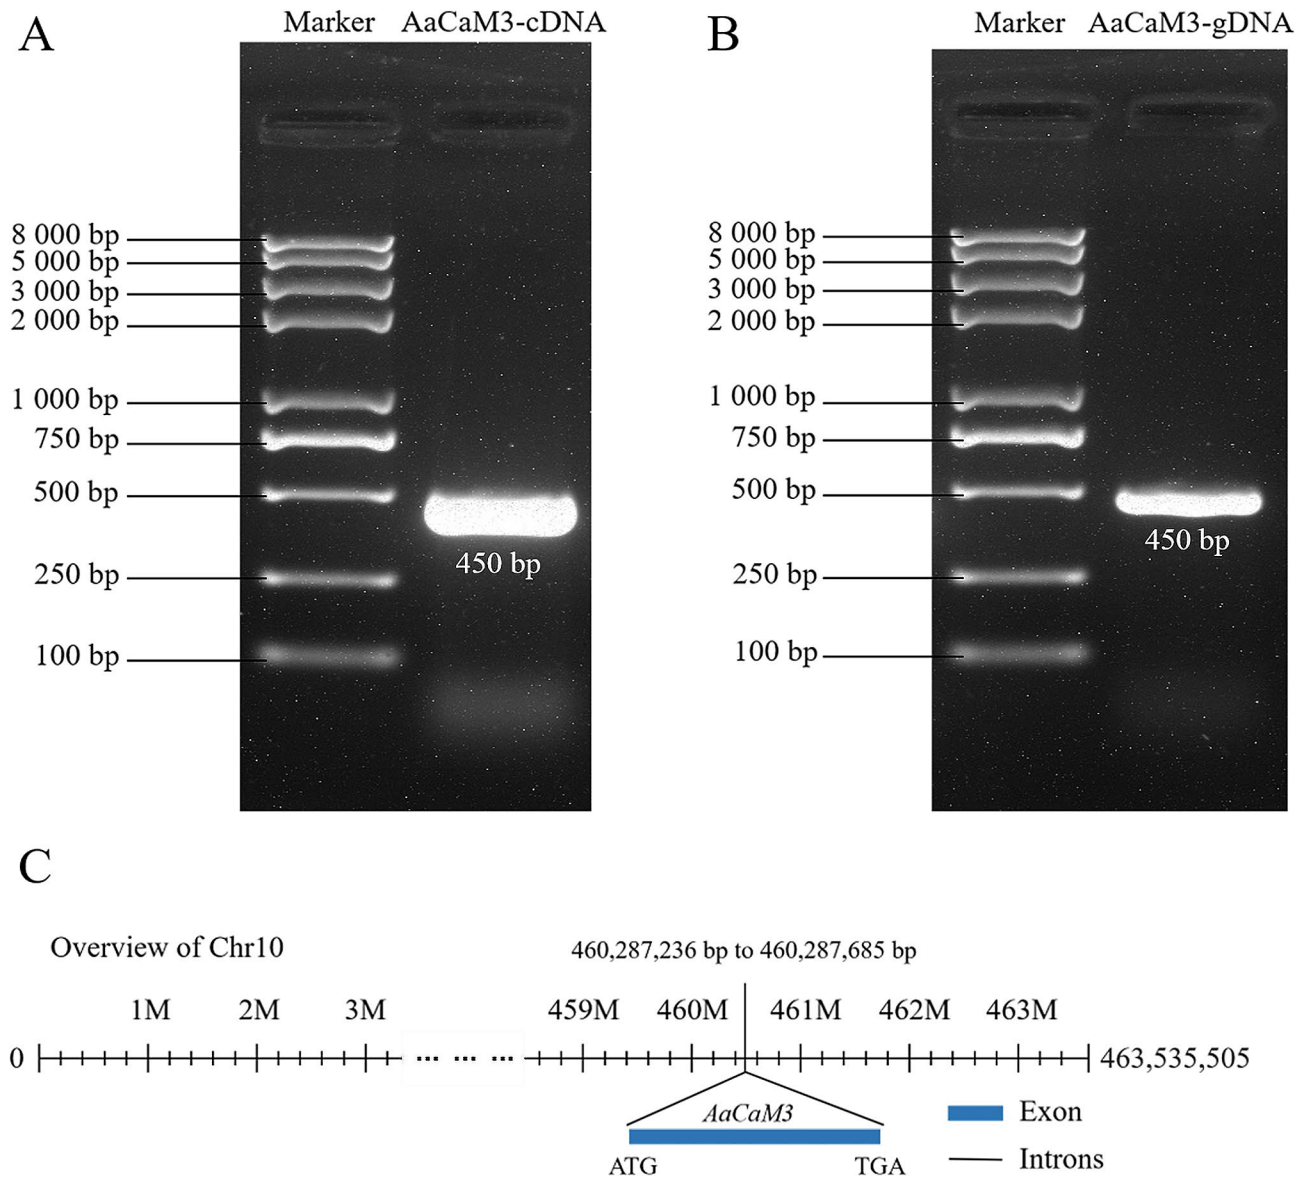 A
Marker AaCaM3-cDNA
8 000 bp
5 000 bp
3 000 bp
2 000 bp
1 000 bp
750 bp
500 bp
250 bp
100 bp
450 bp
B
Marker AaCaM3-gDNA
8 000 bp
5 000 bp
3 000 bp
2 000 bp
1 000 bp
750 bp
500 bp
250 bp
100 bp
450 bp
C
Overview of Chr10
460,287,236 bp to 460,287,685 bp
1M 2M 3M 459M 460M 461M 462M 463M
0 ... ... ... 463,535,505
AaCaM3
ATG TGA
Exon
Introns